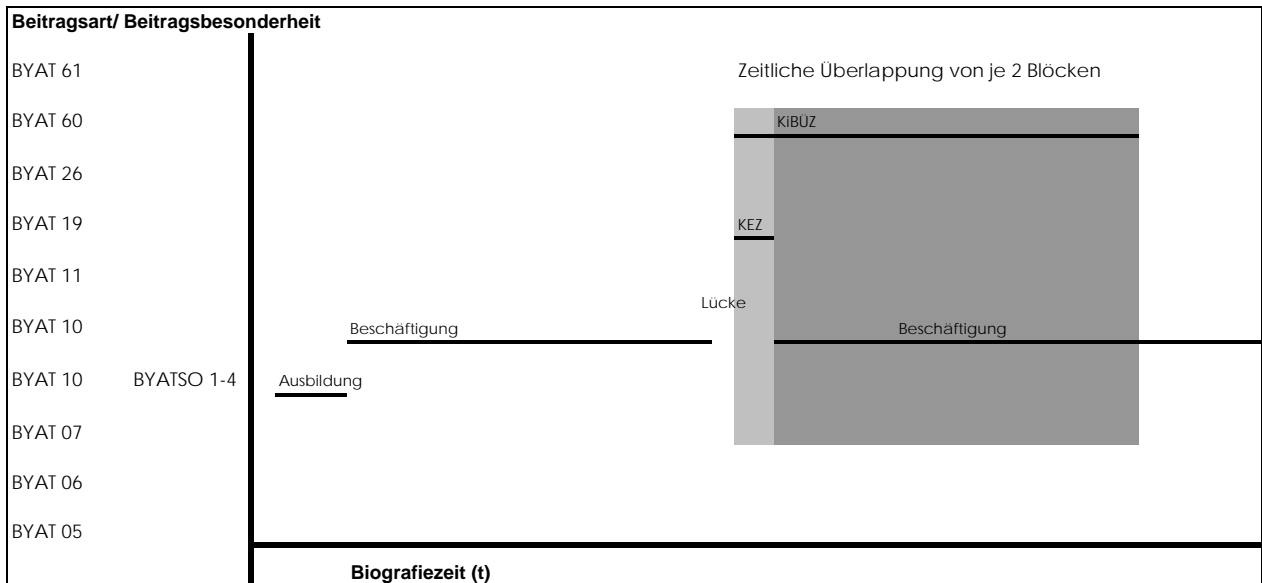 Beitragsart/ Beitragsbesonderheit
BYAT 61
Zeitliche Überlappung von je 2 Blöcken
BYAT 60
KiBÜZ
BYAT 26
BYAT 19
KEZ
BYAT 11
Lücke
BYAT 10
Beschäftigung
Beschäftigung
BYAT 10 BYATSO 1-4
Ausbildung
BYAT 07
BYAT 06
BYAT 05
Biografiezeit (t)